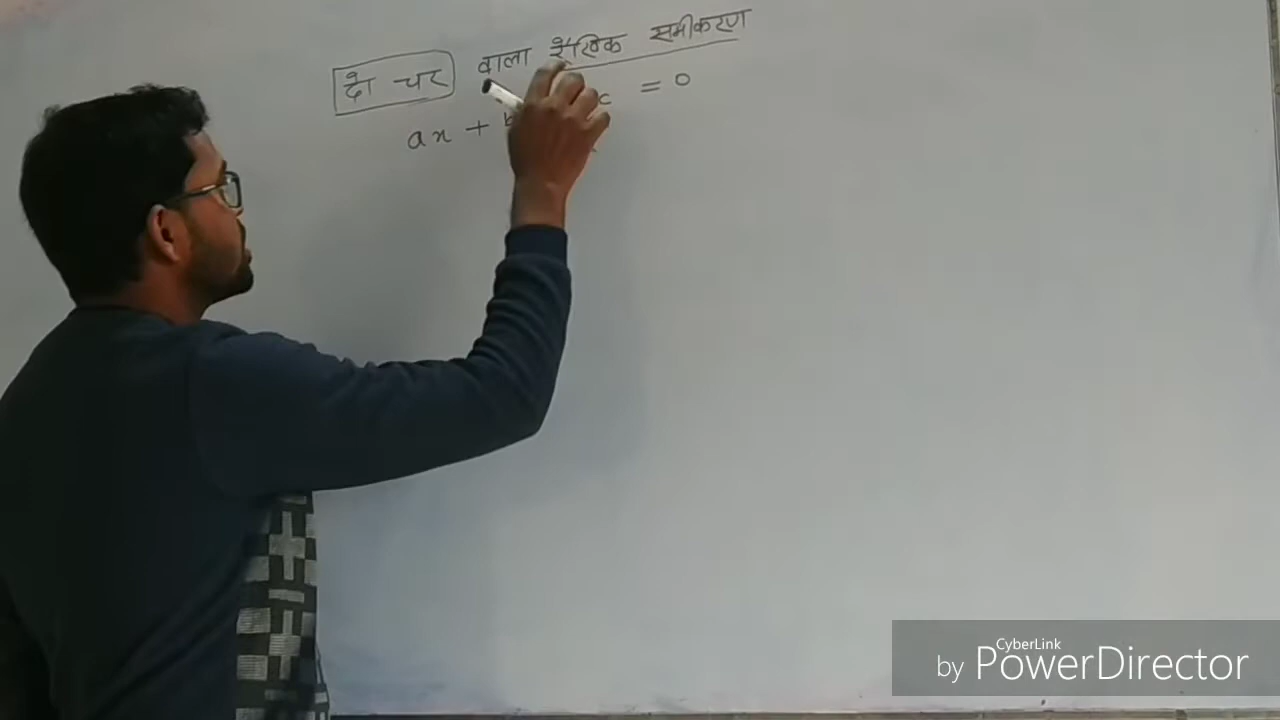 दो चर वाला रैखिक समीकरण
ax + b c = 0
CyberLink
by PowerDirector